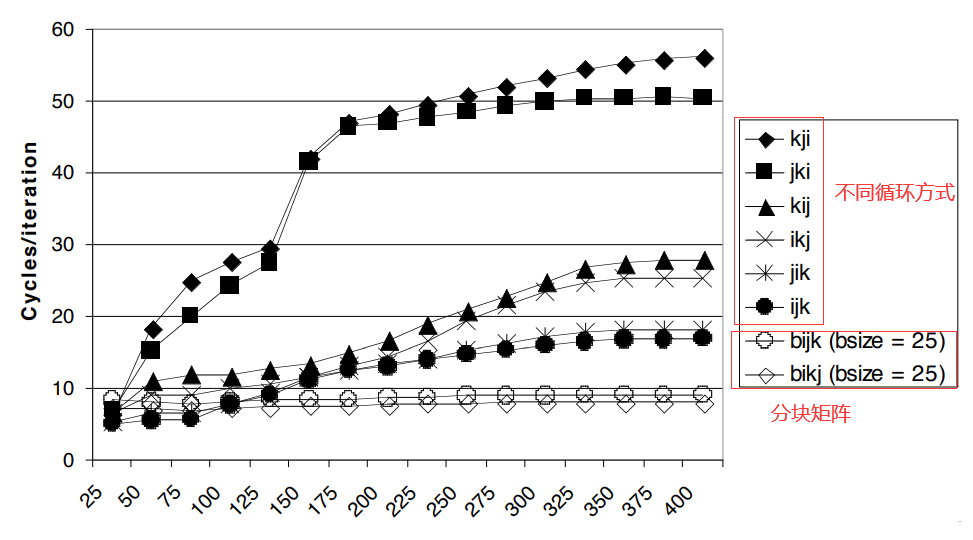 60
50
40
30
20
10
0
Cycles/iteration
25
50
75
100
125
150
175
200
225
250
275
300
325
350
375
400
kji
jki
kij
ikj
jik
ijk
bijk (bsize = 25)
bikj (bsize = 25)
不同循环方式
分块矩阵